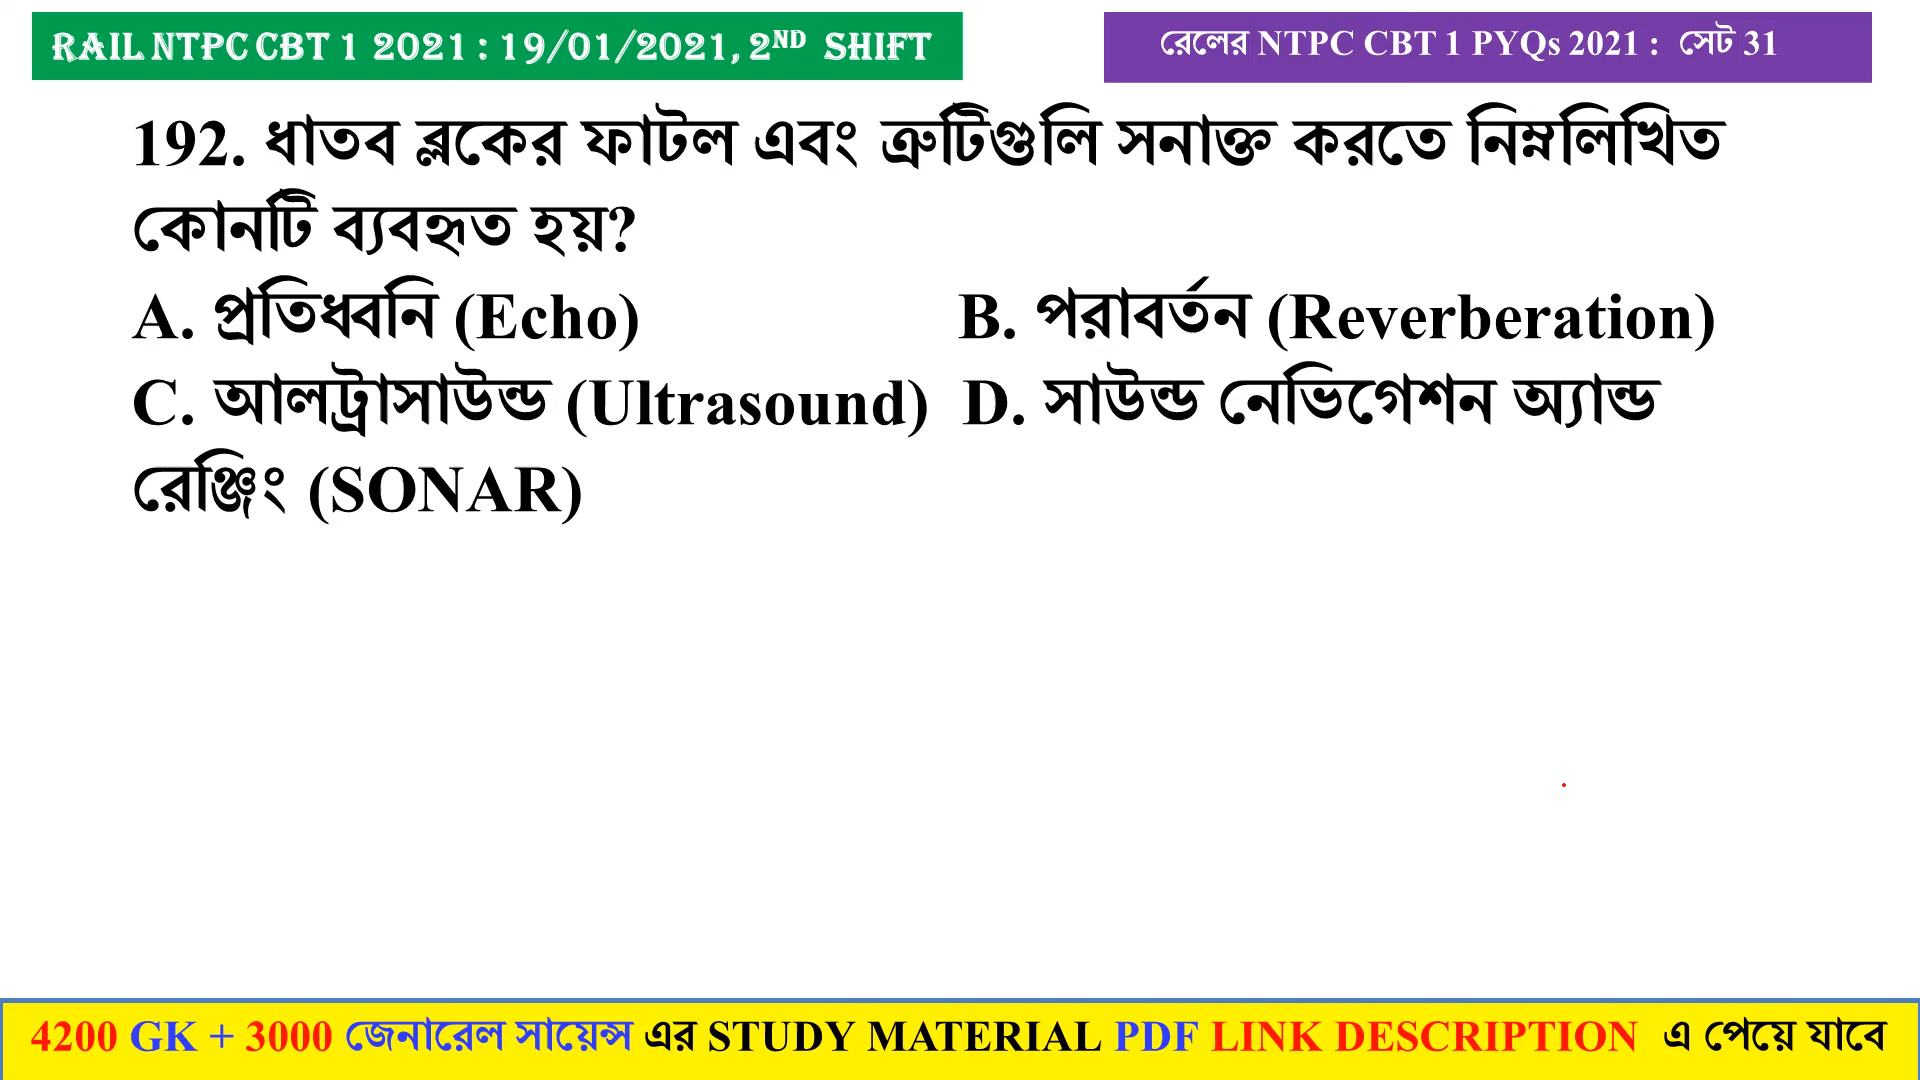 RAIL NTPC CBT 1 2021 : 19/01/2021, 2ND SHIFT
রেলের NTPC CBT 1 PYQs 2021 : সেট 31
192. ধাতব ব্লকের ফাটল এবং ত্রুটিগুলি সনাক্ত করতে নিম্নলিখিত
কোনটি ব্যবহৃত হয়?
A. প্রতিধ্বনি (Echo) B. পরাবর্তন (Reverberation)
C. আলট্রাসাউন্ড (Ultrasound) D. সাউন্ড নেভিগেশন অ্যান্ড
রেঞ্জিং (SONAR)
4200 GK + 3000 জেনারেল সায়েন্স এর STUDY MATERIAL PDF LINK DESCRIPTION এ পেয়ে যাবে